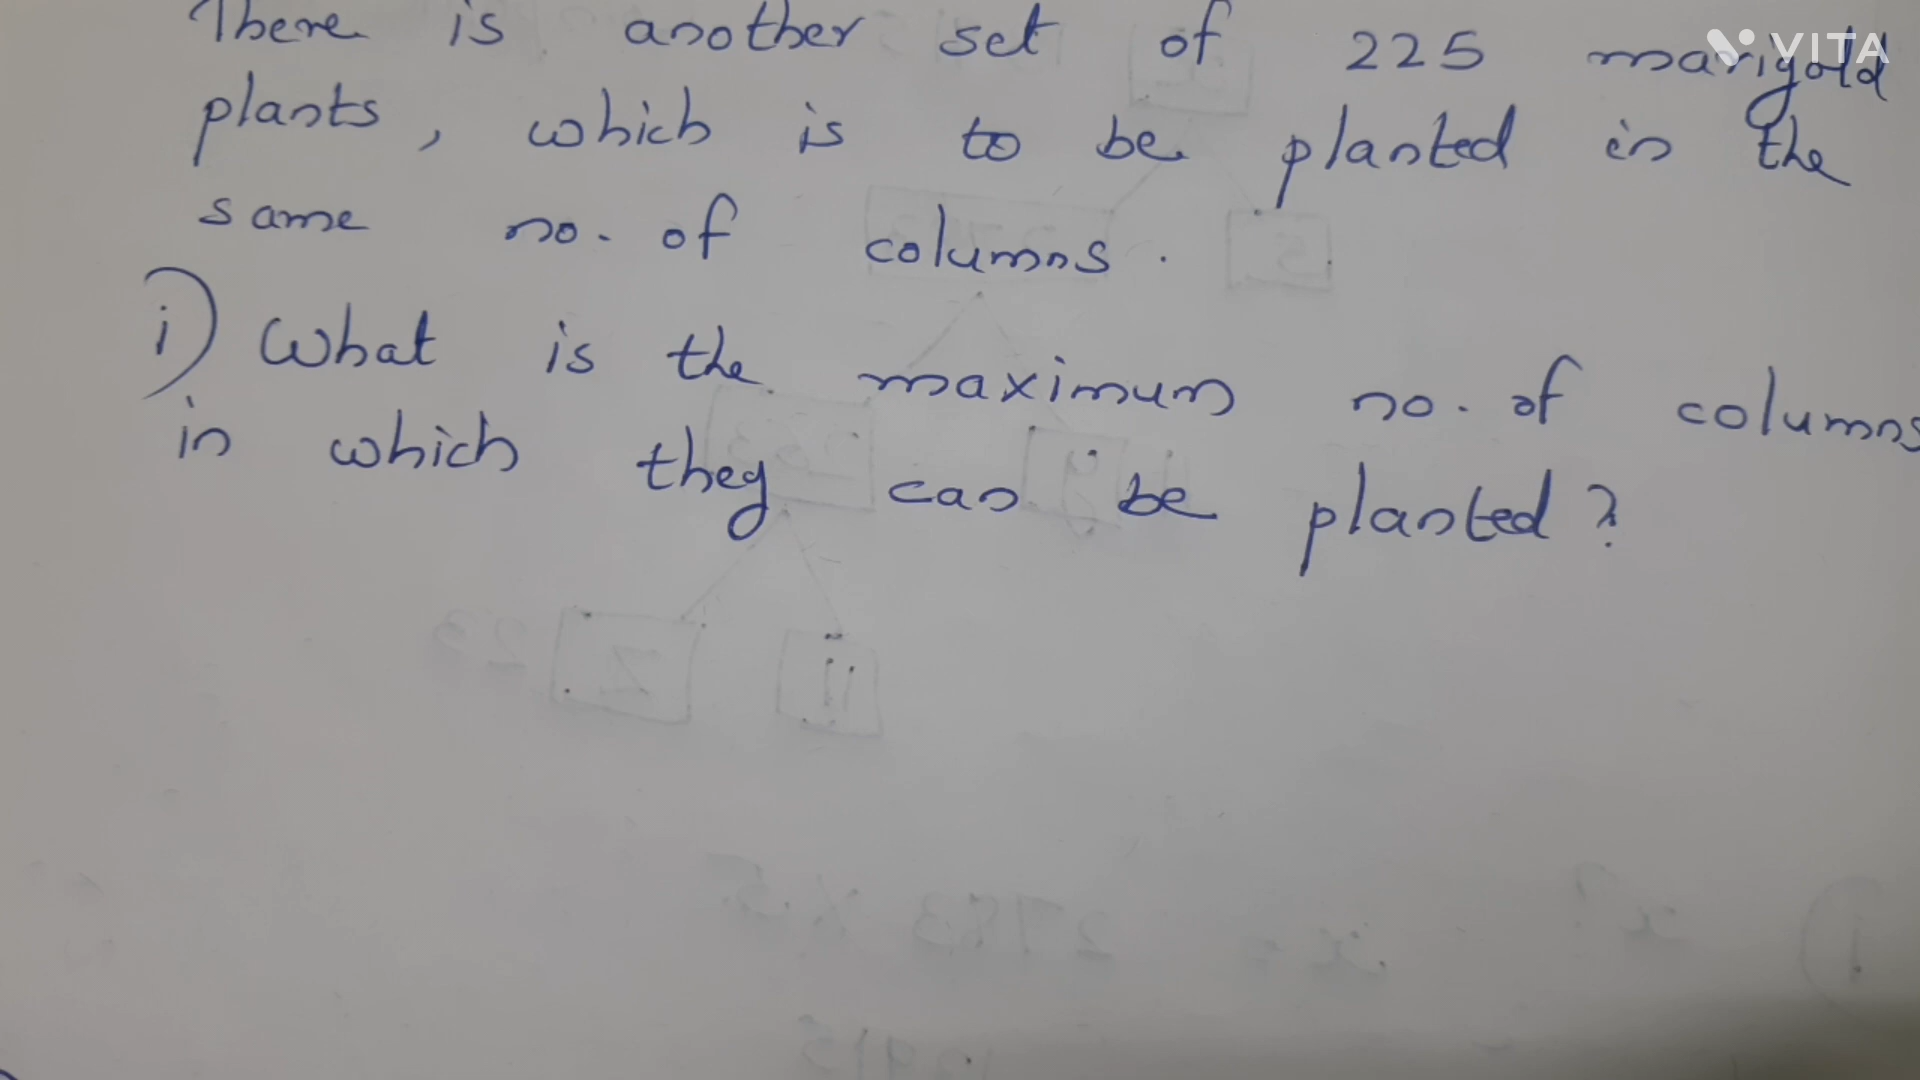 There is another set of 225 marigold
plants, which is to be planted in the
same no. of columns.
i) What is the maximum no. of columns
in which they can be planted?
VITA